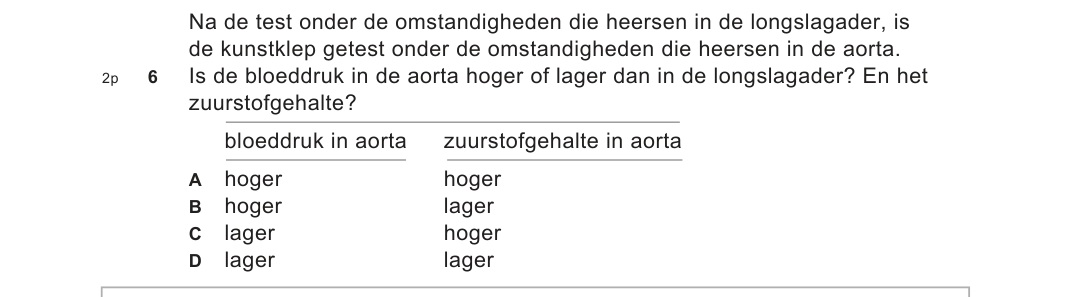 Na de test onder de omstandigheden die heersen in de longslagader, is
de kunstklep getest onder de omstandigheden die heersen in de aorta.
2p 6 Is de bloeddruk in de aorta hoger of lager dan in de longslagader? En het
zuurstofgehalte?
bloeddruk in aorta zuurstofgehalte in aorta
A hoger hoger
B hoger lager
C lager hoger
D lager lager